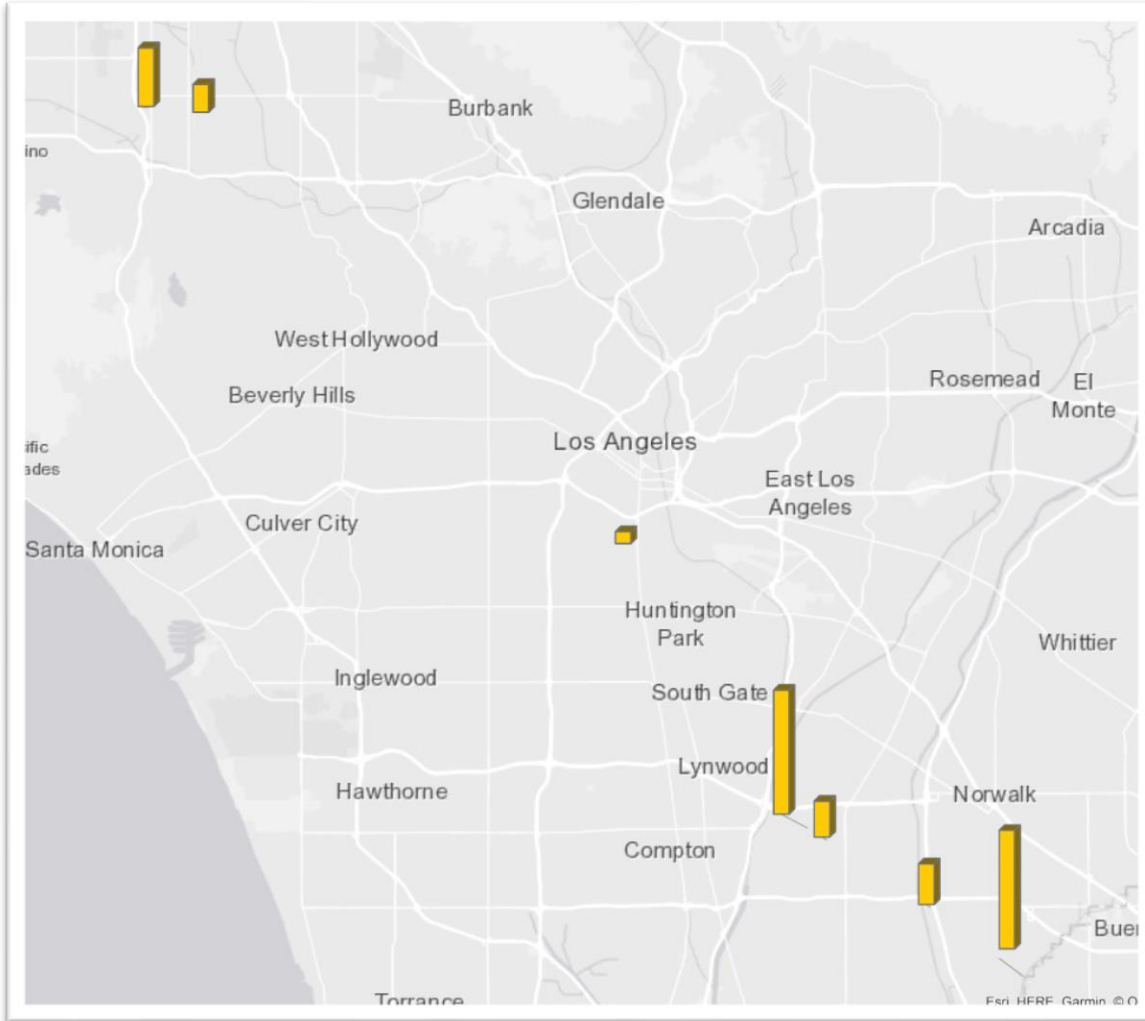 Burbank
ino
Glendale
Arcadia
West Hollywood
Rosemead
El
Monte
Beverly Hills
Los Angeles
ific
ades
East Los
Angeles
Culver City
Santa Monica
Huntington
Park
Whittier
Inglewood
South Gate
Lynwood
Hawthorne
Norwalk
Compton
Buen
Torrance
Esri, HERE, Garmin, © O